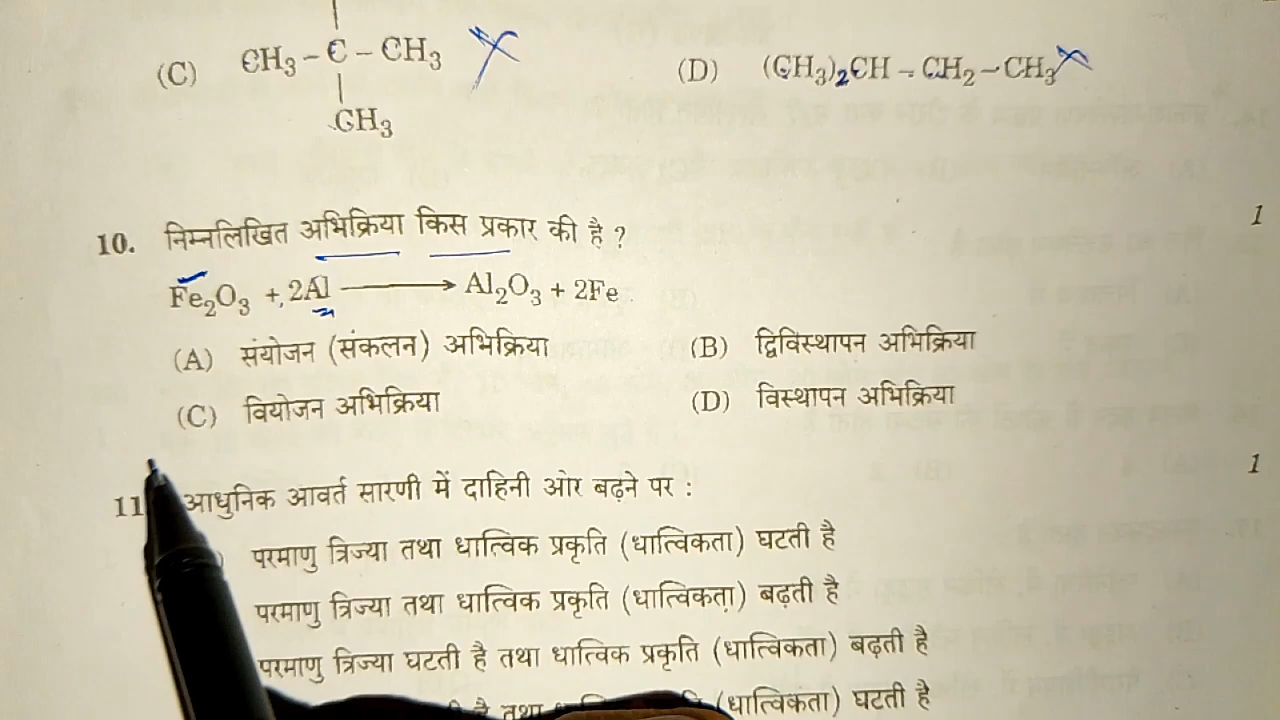 (C) CH3 – C – CH3
CH3
(D) (CH3)2CH – CH2 – CH3
10. निम्नलिखित अभिक्रिया किस प्रकार की है ? 1
Fe2O3 + 2Al ⟶ Al2O3 + 2Fe
(A) संयोजन (संकलन) अभिक्रिया (B) द्विविस्थापन अभिक्रिया
(C) वियोजन अभिक्रिया (D) विस्थापन अभिक्रिया
11 आधुनिक आवर्त सारणी में दाहिनी ओर बढ़ने पर : 1
परमाणु त्रिज्या तथा धात्विक प्रकृति (धात्विकता) घटती है
परमाणु त्रिज्या तथा धात्विक प्रकृति (धात्विकता) बढ़ती है
परमाणु त्रिज्या घटती है तथा धात्विक प्रकृति (धात्विकता) बढ़ती है
है तथा (धात्विकता) घटती है